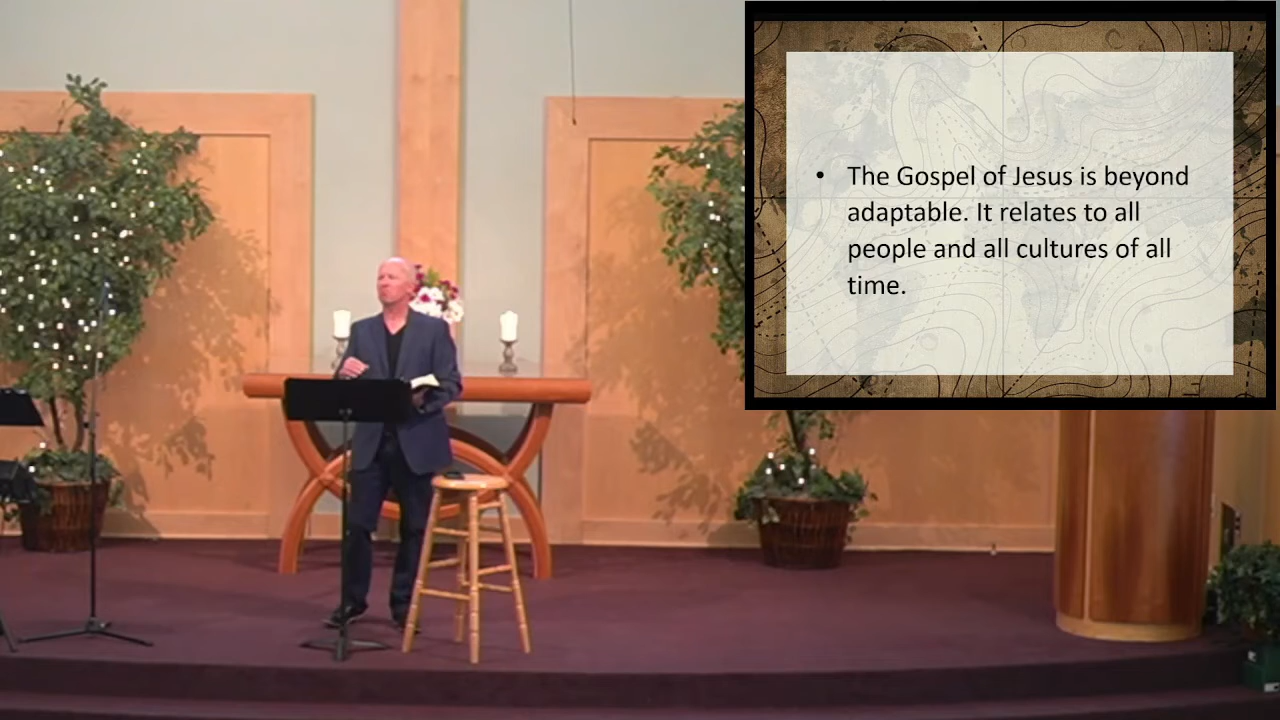 • The Gospel of Jesus is beyond
adaptable. It relates to all
people and all cultures of all
time.